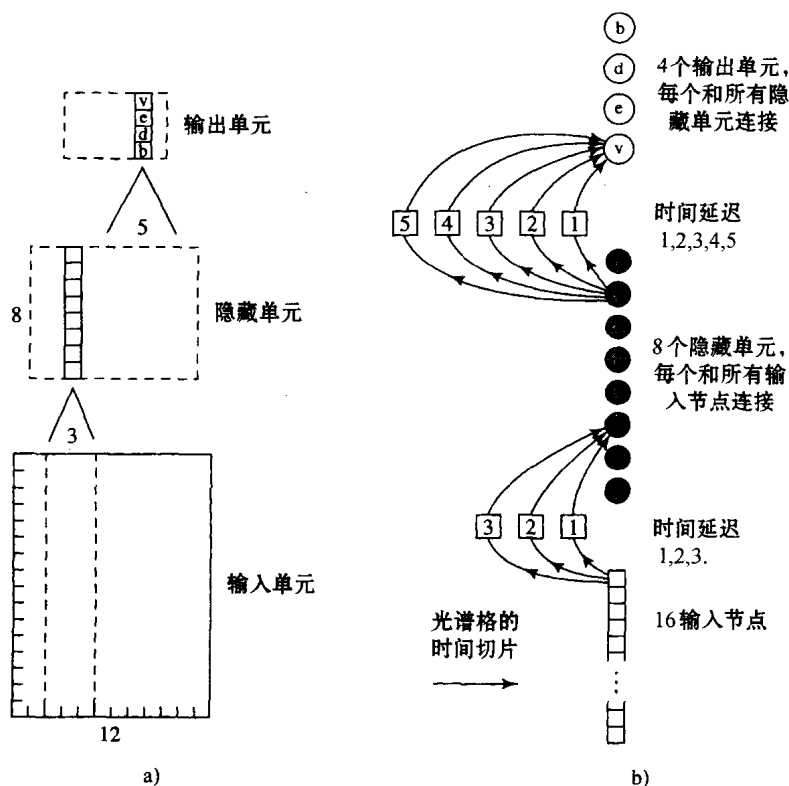 v
e
d
b
输出单元
5
8
隐藏单元
3
输入单元
12
a)
b
d
e
v
4个输出单元，
每个和所有隐
藏单元连接
5 4 3 2 1
时间延迟
1,2,3,4,5
8个隐藏单元，
每个和所有输
入节点连接
3 2 1
时间延迟
1,2,3.
16输入节点
光谱格的
时间切片
b)